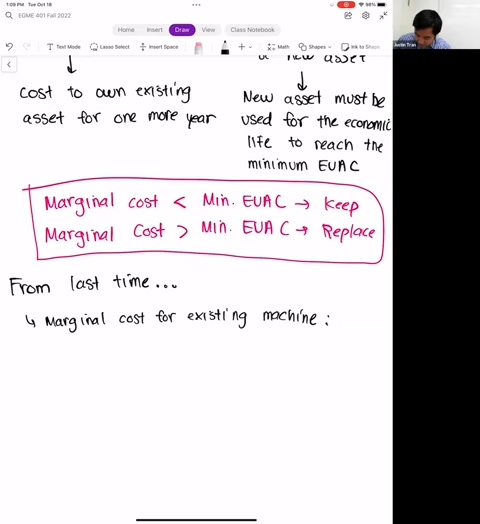 1:09 PM Tue Oct 18
98%
EGME 401 Fall 2022
Home Insert Draw View Class Notebook
Text Mode Lasso Select Insert Space Math Shapes Ink to Shape
Justin Tran
new asset
Cost to own existing
asset for one more year
New asset must be
used for the economic
life to reach the
minimum EUAC
Marginal cost < Min. EUAC → Keep
Marginal Cost > Min. EUAC → Replace
From last time...
↳ Marginal cost for existing machine :